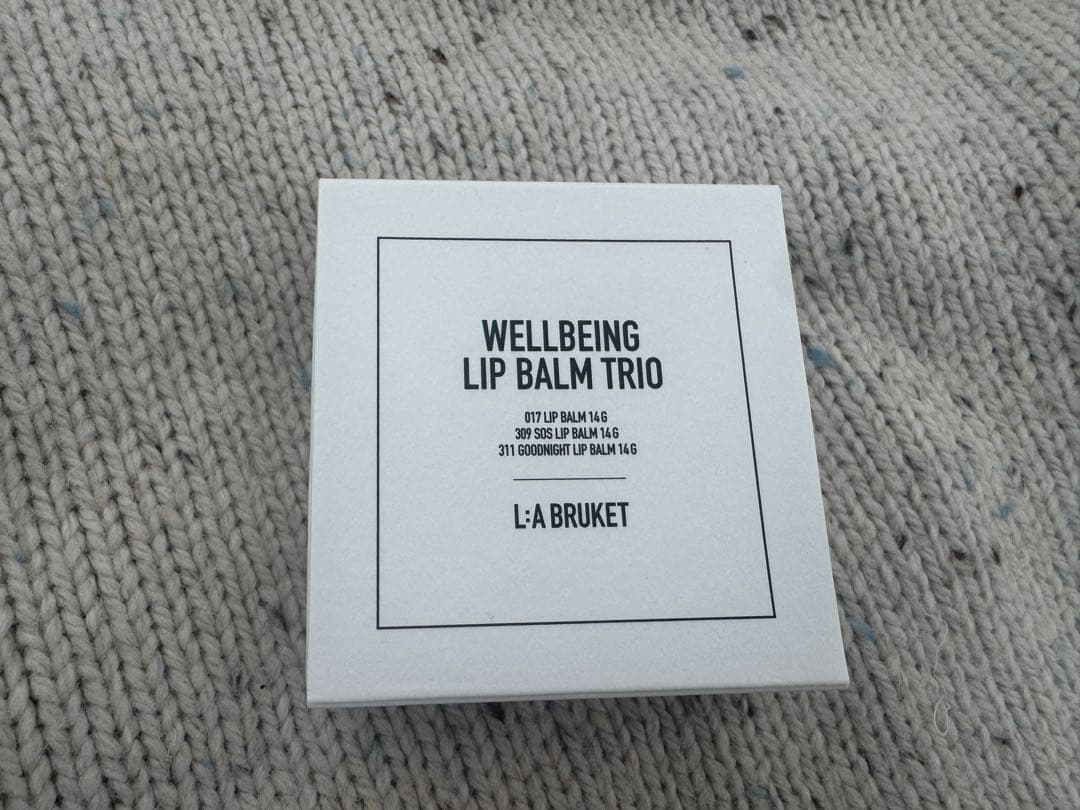 WELLBEING
LIP BALM TRIO
017 LIP BALM 14 G
309 SOS LIP BALM 14 G
311 GOODNIGHT LIP BALM 14 G
L:A BRUKET